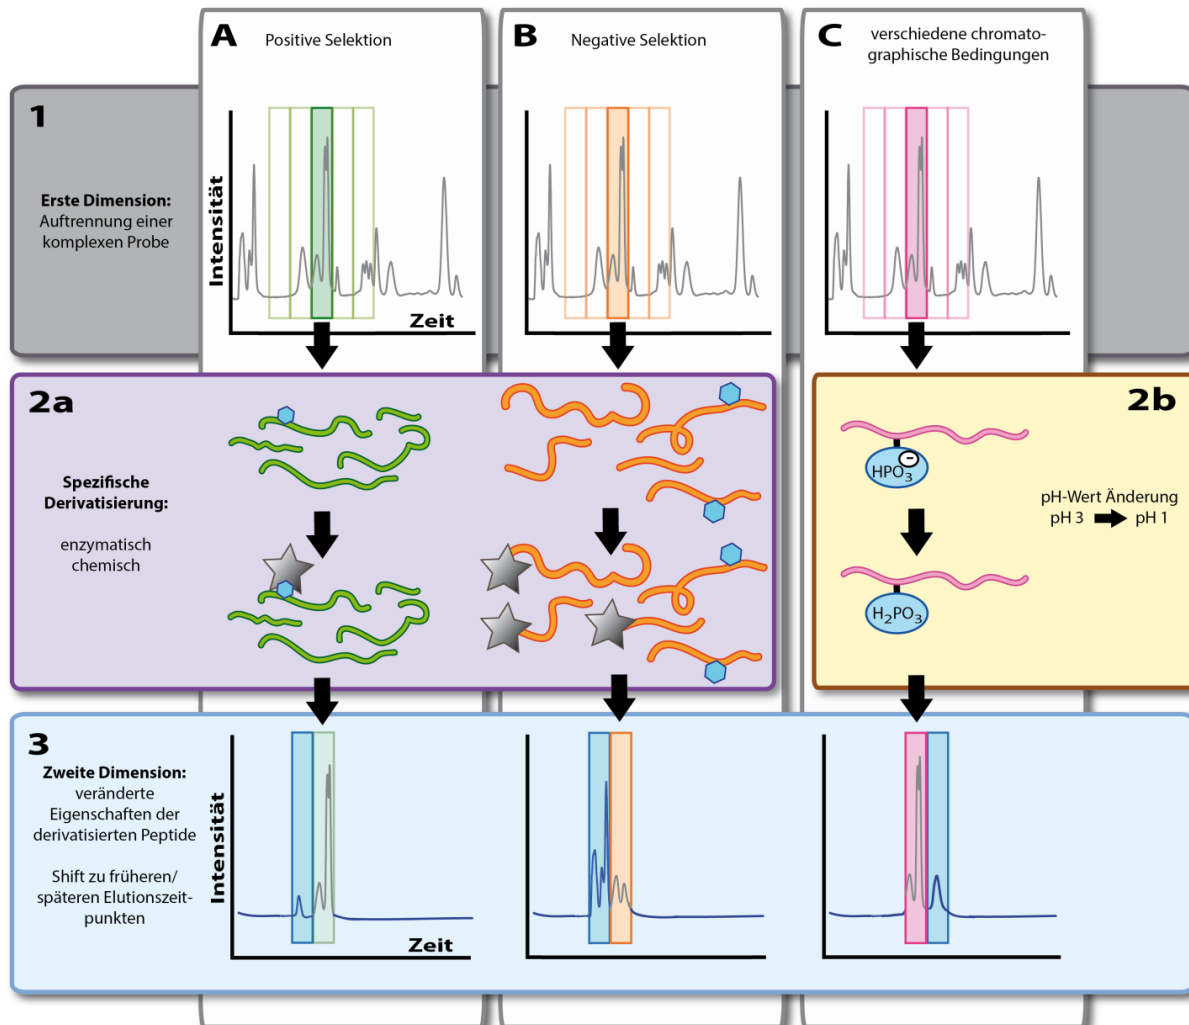 A
Positive Selektion
B
Negative Selektion
C
verschiedene chromato-
graphische Bedingungen
1
Erste Dimension:
Auftrennung einer
komplexen Probe
Intensität
Zeit
2a
Spezifische
Derivatisierung:
enzymatisch
chemisch
2b
HPO3
−
pH-Wert Änderung
pH 3
pH 1
H2PO3
3
Zweite Dimension:
veränderte
Eigenschaften der
derivatisierten Peptide
Shift zu früheren/
späteren Elutionszeit-
punkten
Intensität
Zeit